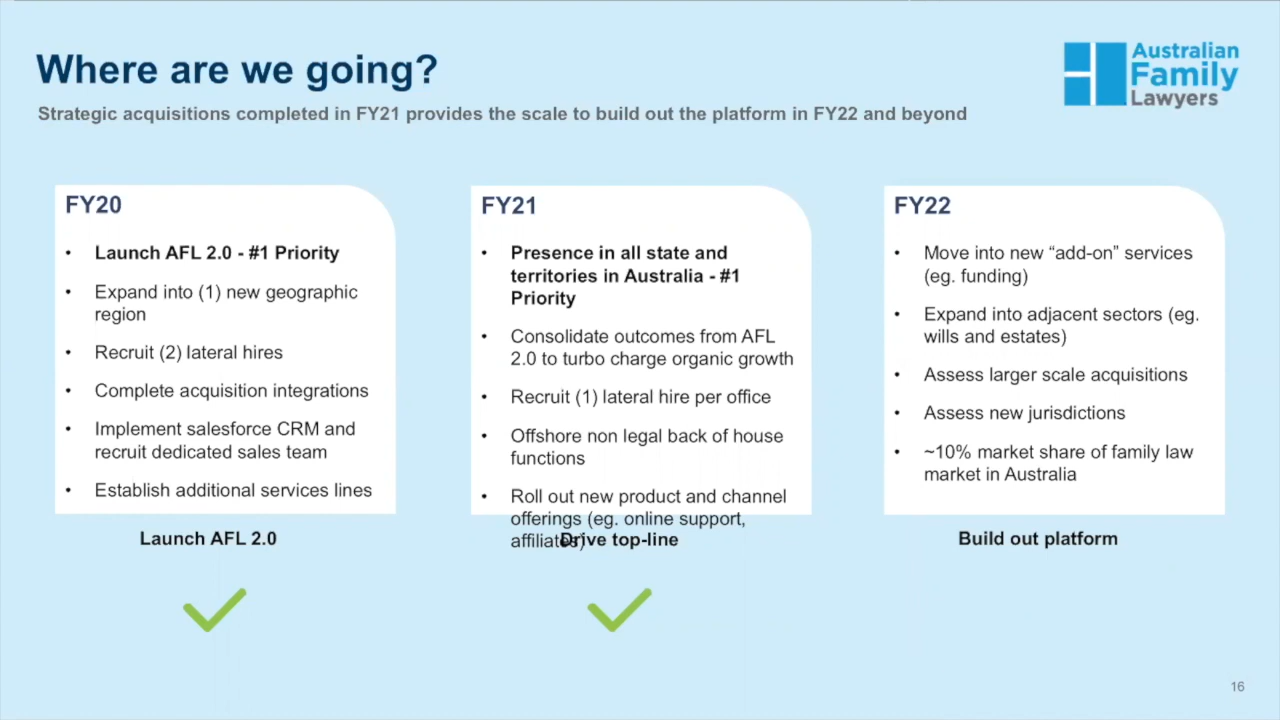 Where are we going?
Strategic acquisitions completed in FY21 provides the scale to build out the platform in FY22 and beyond
Australian
Family
Lawyers
FY20
• Launch AFL 2.0 - #1 Priority
• Expand into (1) new geographic
region
• Recruit (2) lateral hires
• Complete acquisition integrations
• Implement salesforce CRM and
recruit dedicated sales team
• Establish additional services lines
Launch AFL 2.0
FY21
• Presence in all state and
territories in Australia - #1
Priority
• Consolidate outcomes from AFL
2.0 to turbo charge organic growth
• Recruit (1) lateral hire per office
• Offshore non legal back of house
functions
• Roll out new product and channel
offerings (eg. online support,
affiliates)
Drive top-line
FY22
• Move into new “add-on” services
(eg. funding)
• Expand into adjacent sectors (eg.
wills and estates)
• Assess larger scale acquisitions
• Assess new jurisdictions
• ~10% market share of family law
market in Australia
Build out platform
16